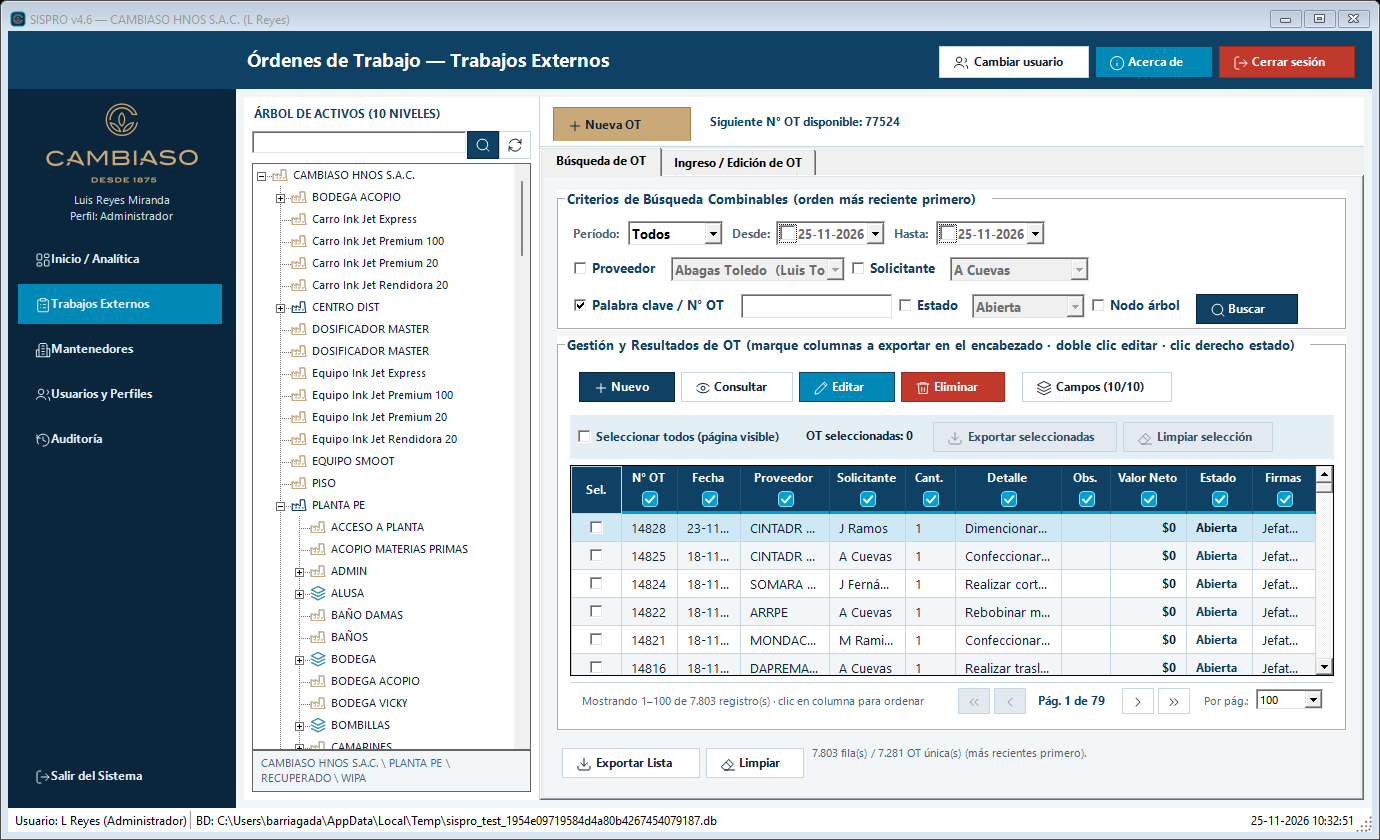 SISPRO v4.6 — CAMBIASO HNOS S.A.C. (L Reyes)
Órdenes de Trabajo — Trabajos Externos
Cambiar usuario
Acerca de
Cerrar sesión
CAMBIASO
DESDE 1875
Luis Reyes Miranda
Perfil: Administrador
Inicio / Analítica
Trabajos Externos
Mantenedores
Usuarios y Perfiles
Auditoría
Salir del Sistema
ÁRBOL DE ACTIVOS (10 NIVELES)
CAMBIASO HNOS S.A.C.
BODEGA ACOPIO
Carro Ink Jet Express
Carro Ink Jet Premium 100
Carro Ink Jet Premium 20
Carro Ink Jet Rendidora 20
CENTRO DIST
DOSIFICADOR MASTER
DOSIFICADOR MASTER
Equipo Ink Jet Express
Equipo Ink Jet Premium 100
Equipo Ink Jet Premium 20
Equipo Ink Jet Rendidora 20
EQUIPO SMOOT
PISO
PLANTA PE
ACCESO A PLANTA
ACOPIO MATERIAS PRIMAS
ADMIN
ALUSA
BAÑO DAMAS
BAÑOS
BODEGA
BODEGA ACOPIO
BODEGA VICKY
BOMBILLAS
CAMARINES
CAMBIASO HNOS S.A.C. \ PLANTA PE \
RECUPERADO \ WIPA
Nueva OT
Siguiente N° OT disponible: 77524
Búsqueda de OT
Ingreso / Edición de OT
Criterios de Búsqueda Combinables (orden más reciente primero)
Período: Todos Desde: 25-11-2026 Hasta: 25-11-2026
Proveedor Abagas Toledo (Luis To Solicitante A Cuevas
Palabra clave / N° OT Estado Abierta Nodo árbol Buscar
Gestión y Resultados de OT (marque columnas a exportar en el encabezado · doble clic editar · clic derecho estado)
Nuevo Consultar Editar Eliminar Campos (10/10)
Seleccionar todos (página visible) OT seleccionadas: 0 Exportar seleccionadas Limpiar selección
Sel. N° OT Fecha Proveedor Solicitante Cant. Detalle Obs. Valor Neto Estado Firmas
14828 23-11... CINTADR ... J Ramos 1 Dimencionar... $0 Abierta Jefat...
14825 18-11... CINTADR ... A Cuevas 1 Confeccionar... $0 Abierta Jefat...
14824 18-11... SOMARA ... J Ferná... 1 Realizar cort... $0 Abierta Jefat...
14822 18-11... ARRPE A Cuevas 1 Rebobinar m... $0 Abierta Jefat...
14821 18-11... MONDAC... M Rami... 1 Confeccionar... $0 Abierta Jefat...
14816 18-11... DAPREMA... A Cuevas 1 Realizar trasl... $0 Abierta Jefat...
Mostrando 1–100 de 7.803 registro(s) · clic en columna para ordenar
Pág. 1 de 79
Por pág.: 100
Exportar Lista
Limpiar
7.803 fila(s) / 7.281 OT única(s) (más recientes primero).
Usuario: L Reyes (Administrador)
BD: C:\Users\barriagada\AppData\Local\Temp\sispro_test_1954e09719584d4a80b4267454079187.db
25-11-2026 10:32:51